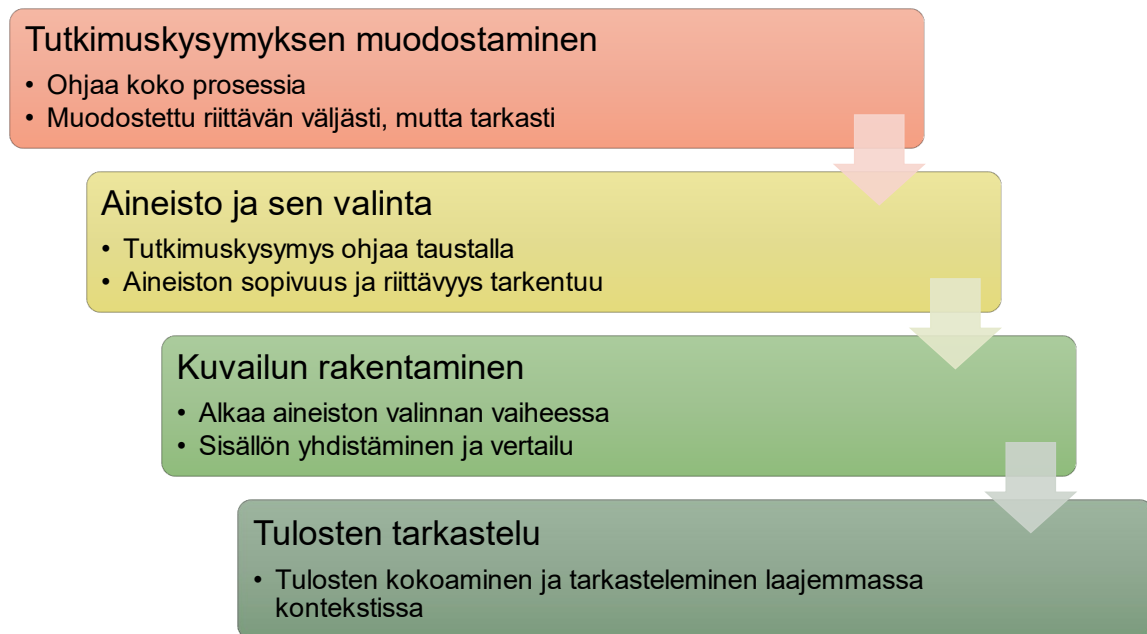 Tutkimuskysymyksen muodostaminen
• Ohjaa koko prosessia
• Muodostettu riittävän väljästi, mutta tarkasti
Aineisto ja sen valinta
• Tutkimuskysymys ohjaa taustalla
• Aineiston sopivuus ja riittävyys tarkentuu
Kuvailun rakentaminen
• Alkaa aineiston valinnan vaiheessa
• Sisällön yhdistäminen ja vertailu
Tulosten tarkastelu
• Tulosten kokoaminen ja tarkasteleminen laajemmassa
kontekstissa